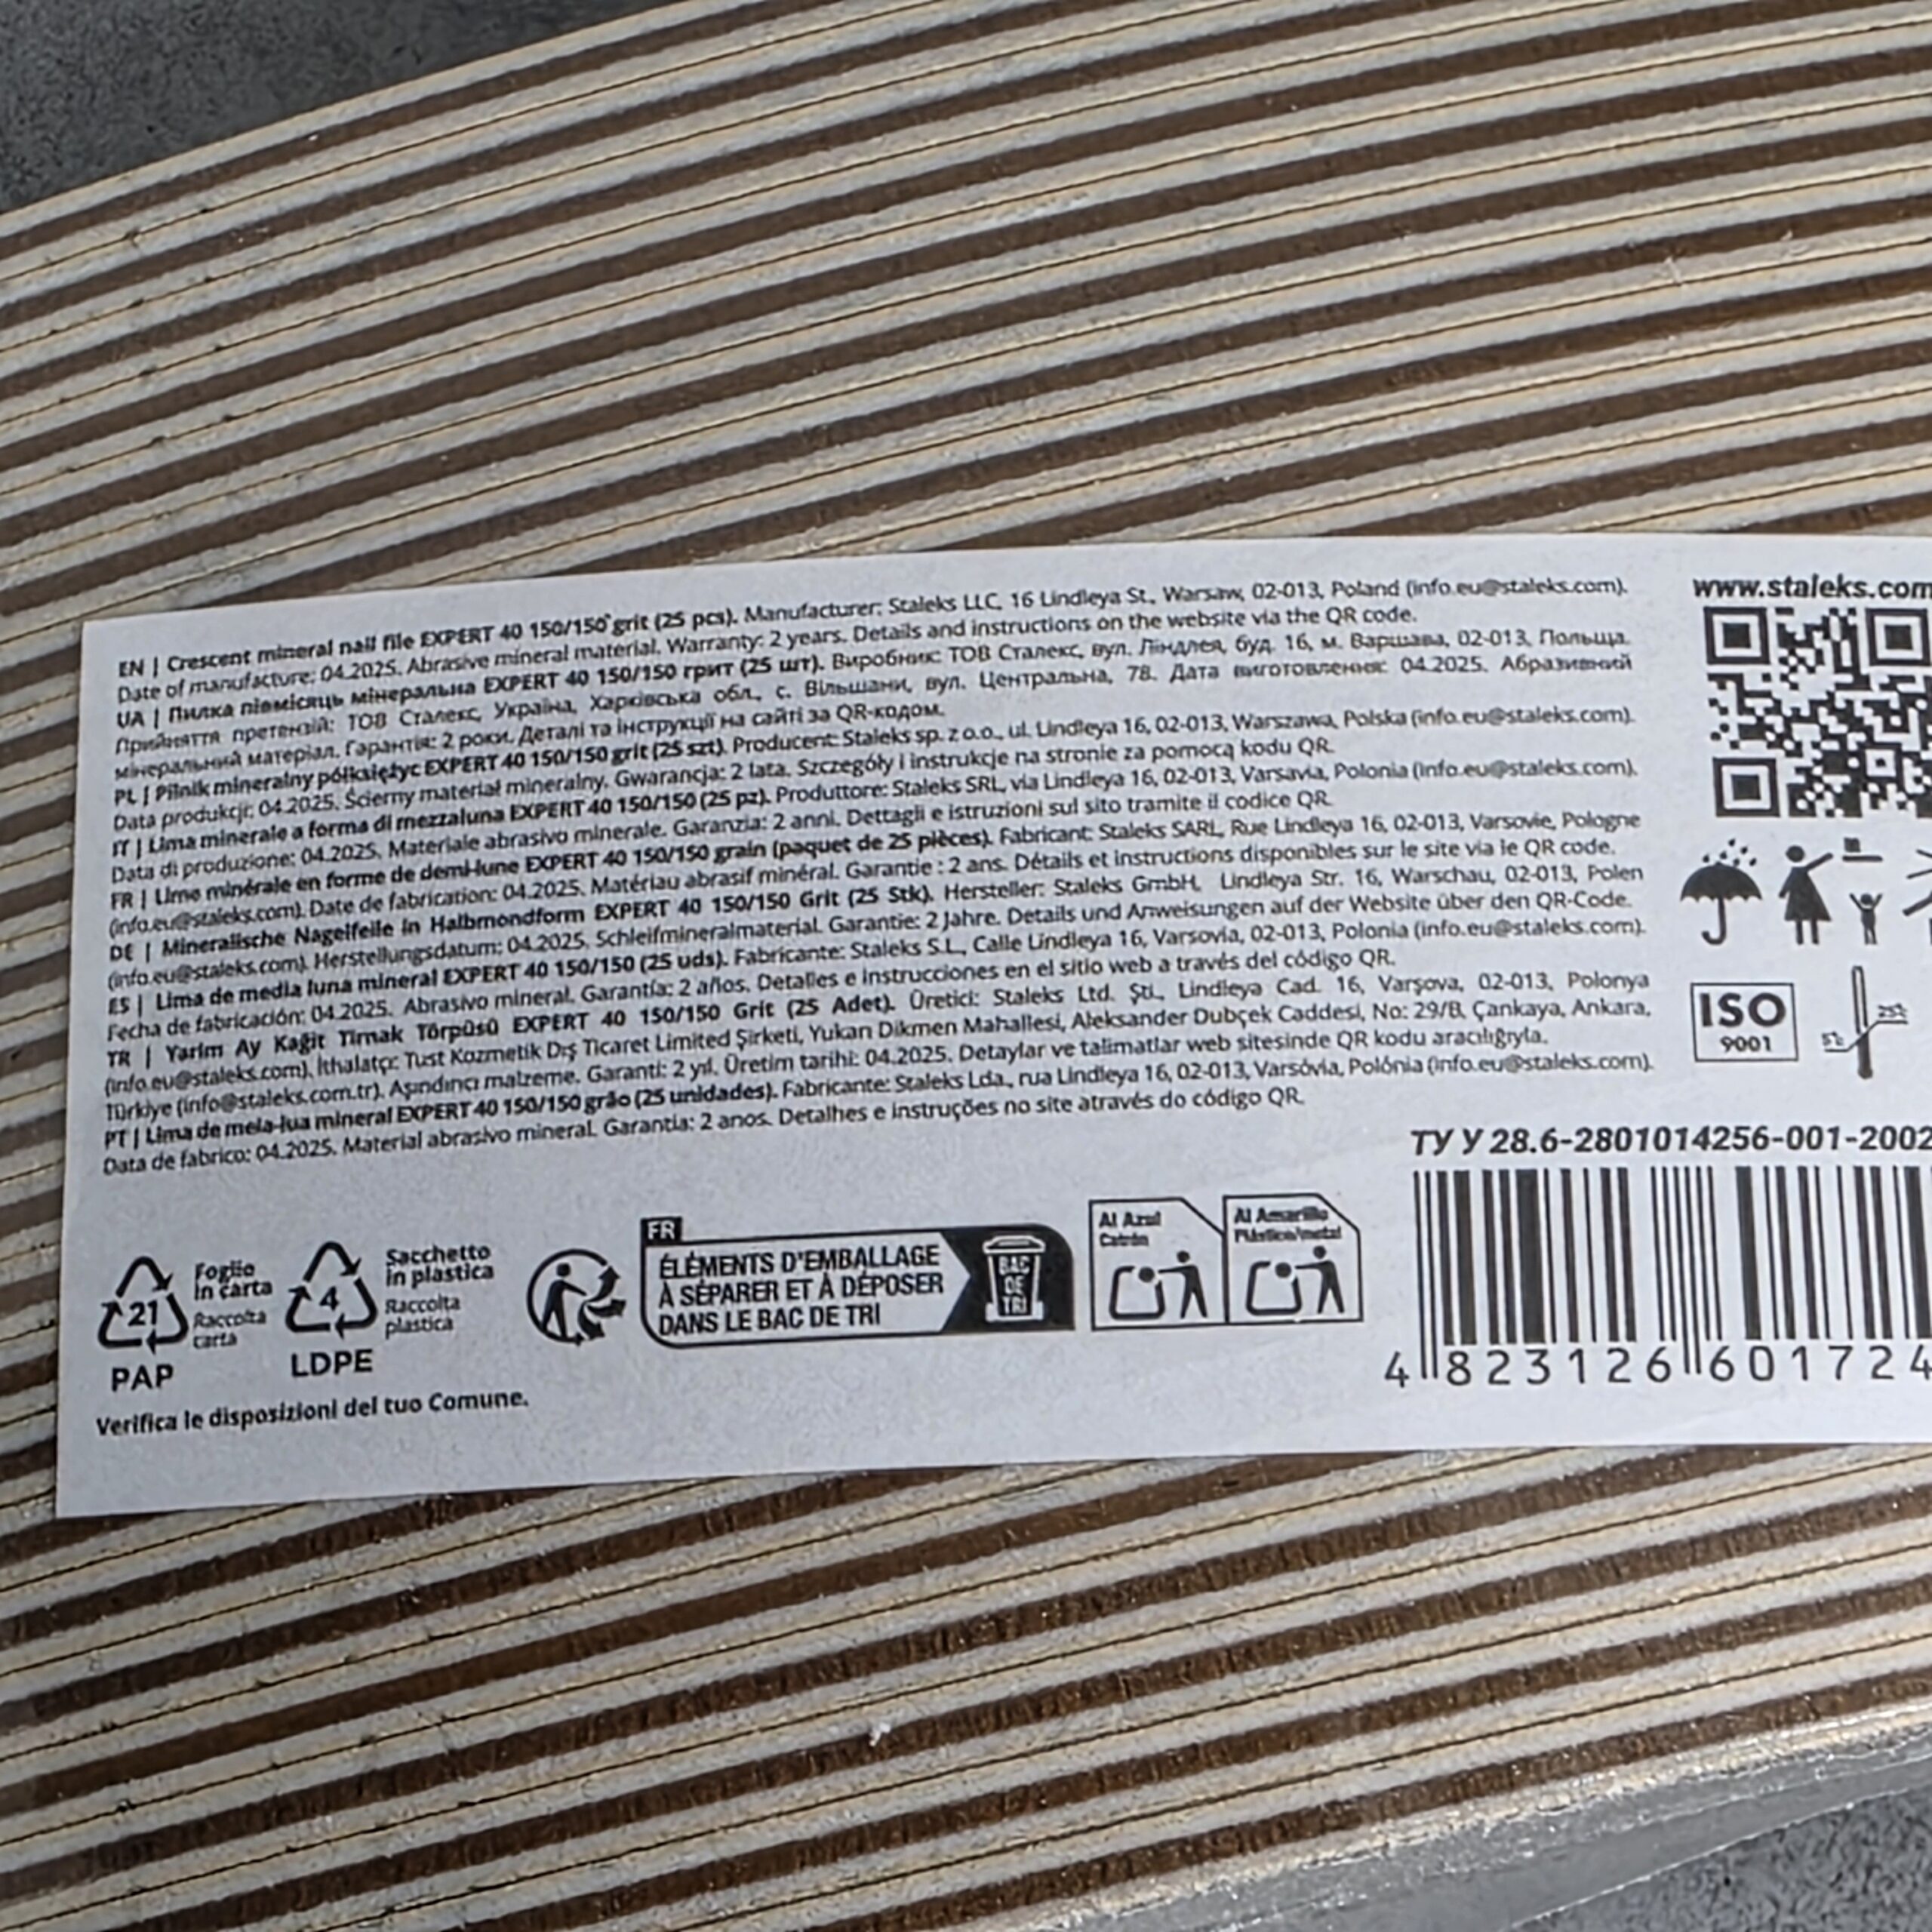 EN | Crescent mineral nail file EXPERT 40 150/150 grit (25 pcs). Manufacturer: Staleks LLC, 16 Lindleya St., Warsaw, 02-013, Poland (info.eu@staleks.com).
Date of manufacture: 04.2025. Abrasive mineral material. Warranty: 2 years. Details and instructions on the website via the QR code.
UA | Пилка півмісяць мінеральна EXPERT 40 150/150 грит (25 шт). Виробник: ТОВ Сталекс, вул. Ліндлея, буд. 16, м. Варшава, 02-013, Польща.
Прийняття претензій: ТОВ Сталекс, Україна, Харківська обл., с. Вільшани, вул. Центральна, 78. Дата виготовлення: 04.2025. Абразивний
мінеральний матеріал. Гарантія: 2 роки. Деталі та інструкції на сайті за QR-кодом.
PL | Pilnik mineralny półksiężyc EXPERT 40 150/150 grit (25 szt). Producent: Staleks sp. z o.o., ul. Lindleya 16, 02-013, Warszawa, Polska (info.eu@staleks.com).
Data produkcji: 04.2025. Ścierny materiał mineralny. Gwarancja: 2 lata. Szczegóły i instrukcje na stronie za pomocą kodu QR.
IT | Lima minerale a forma di mezzaluna EXPERT 40 150/150 (25 pz). Produttore: Staleks SRL, via Lindleya 16, 02-013, Varsavia, Polonia (info.eu@staleks.com).
Data di produzione: 04.2025. Materiale abrasivo minerale. Garanzia: 2 anni. Dettagli e istruzioni sul sito tramite il codice QR.
FR | Lime minérale en forme de demi-lune EXPERT 40 150/150 grain (paquet de 25 pièces). Fabricant: Staleks SARL, Rue Lindleya 16, 02-013, Varsovie, Pologne
(info.eu@staleks.com). Date de fabrication: 04.2025. Matériau abrasif minéral. Garantie : 2 ans. Détails et instructions disponibles sur le site via le QR code.
DE | Mineralische Nagelfeile in Halbmondform EXPERT 40 150/150 Grit (25 Stk). Hersteller: Staleks GmbH, Lindleya Str. 16, Warschau, 02-013, Polen
(info.eu@staleks.com). Herstellungsdatum: 04.2025. Schleifmineralmaterial. Garantie: 2 Jahre. Details und Anweisungen auf der Website über den QR-Code.
ES | Lima de media luna mineral EXPERT 40 150/150 (25 uds). Fabricante: Staleks S.L., Calle Lindleya 16, Varsovia, 02-013, Polonia (info.eu@staleks.com).
Fecha de fabricación: 04.2025. Abrasivo mineral. Garantía: 2 años. Detalles e instrucciones en el sitio web a través del código QR.
TR | Yarim Ay Kağit Tirnak Törpüsü EXPERT 40 150/150 Grit (25 Adet). Üretici: Staleks Ltd. Şti., Lindleya Cad. 16, Varşova, 02-013, Polonya
(info.eu@staleks.com). İthalatçı: Tust Kozmetik Dış Ticaret Limited Şirketi, Yukarı Dikmen Mahallesi, Aleksander Dubçek Caddesi, No: 29/B, Çankaya, Ankara,
Türkiye (info@staleks.com.tr). Aşındırıcı malzeme. Garanti: 2 yıl. Üretim tarihi: 04.2025. Detaylar ve talimatlar web sitesinde QR kodu aracılığıyla.
PT | Lima de meia-lua mineral EXPERT 40 150/150 grão (25 unidades). Fabricante: Staleks Lda., rua Lindleya 16, 02-013, Varsóvia, Polónia (info.eu@staleks.com).
Data de fabrico: 04.2025. Material abrasivo mineral. Garantia: 2 anos. Detalhes e instruções no site através do código QR.
www.staleks.com
ISO
9001
5%
25%
ТУ У 28.6-2801014256-001-2002
4 823126 601724
21
PAP
Foglio
in carta
Raccolta
carta
4
LDPE
Sacchetto
in plastica
Raccolta
plastica
Verifica le disposizioni del tuo Comune.
FR
ÉLÉMENTS D'EMBALLAGE
À SÉPARER ET À DÉPOSER
DANS LE BAC DE TRI
BAC
DE
TRI
Al Azul
Cartón
Al Amarillo
Plástico/metal